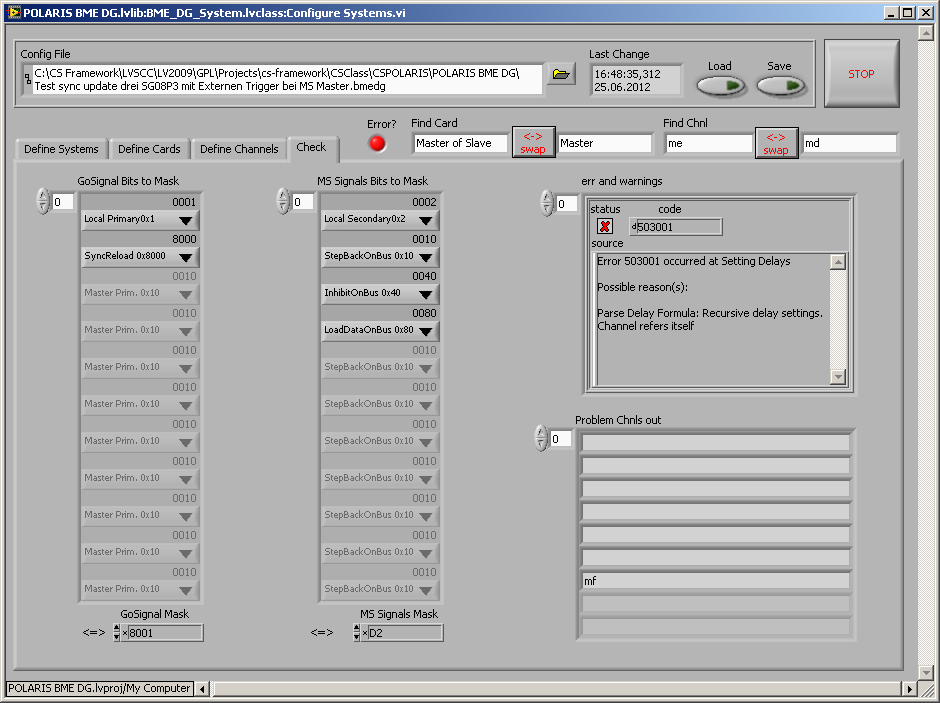 POLARIS BME DG.lvlib:BME_DG_System.lvclass:Configure Systems.vi
Config File
C:\CS Framework\LVSCC\LV2009\GPL\Projects\cs-framework\CSClass\CSPOLARIS\POLARIS BME DG\
Test sync update drei SG08P3 mit Externen Trigger bei MS Master.bmedg
Last Change
16:48:35,312
25.06.2012
Load
Save
STOP
Define Systems
Define Cards
Define Channels
Check
Error?
Find Card
Master of Slave
<->
swap
Master
Find Chnl
me
<->
swap
md
GoSignal Bits to Mask
0
0001
Local Primary0x1
8000
SyncReload 0x8000
0010
Master Prim. 0x10
0010
Master Prim. 0x10
0010
Master Prim. 0x10
0010
Master Prim. 0x10
0010
Master Prim. 0x10
0010
Master Prim. 0x10
0010
Master Prim. 0x10
0010
Master Prim. 0x10
0010
Master Prim. 0x10
GoSignal Mask
<=>
x8001
MS Signals Bits to Mask
0
0002
Local Secondary0x2
0010
StepBackOnBus 0x10
0040
InhibitOnBus 0x40
0080
LoadDataOnBus 0x80
0010
StepBackOnBus 0x10
0010
StepBackOnBus 0x10
0010
StepBackOnBus 0x10
0010
StepBackOnBus 0x10
0010
StepBackOnBus 0x10
0010
StepBackOnBus 0x10
0010
StepBackOnBus 0x10
MS Signals Mask
<=>
xD2
err and warnings
0
status
code
d503001
source
Error 503001 occurred at Setting Delays
Possible reason(s):
Parse Delay Formula: Recursive delay settings.
Channel refers itself
Problem Chnls out
0
mf
POLARIS BME DG.lvproj/My Computer